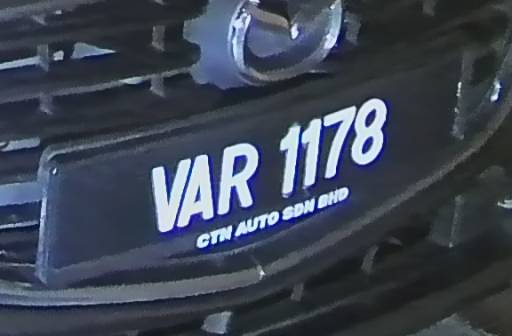 VAR 1178
CTN AUTO SDN BHD